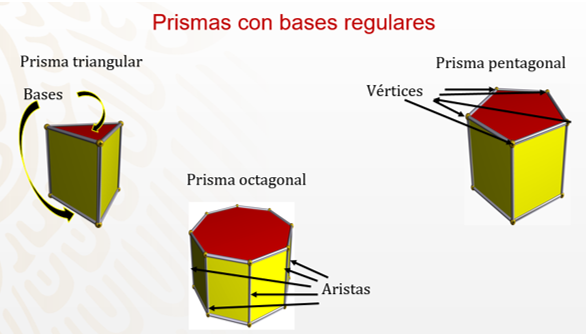 Prismas con bases regulares
Prisma triangular
Bases
Prisma pentagonal
Vértices
Prisma octagonal
Aristas